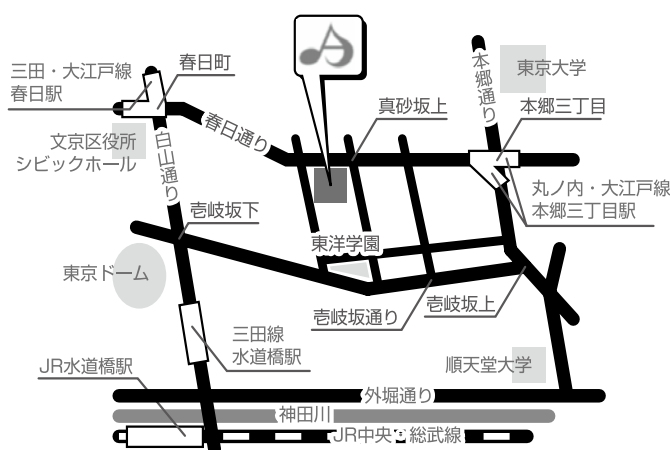 三田・大江戸線
春日駅
春日町
文京区役所
シビックホール
白山通り
春日通り
真砂坂上
本郷通り
東京大学
本郷三丁目
丸ノ内・大江戸線
本郷三丁目駅
壱岐坂下
東洋学園
東京ドーム
壱岐坂通り
壱岐坂上
三田線
水道橋駅
JR水道橋駅
順天堂大学
外堀通り
神田川
JR中央・総武線